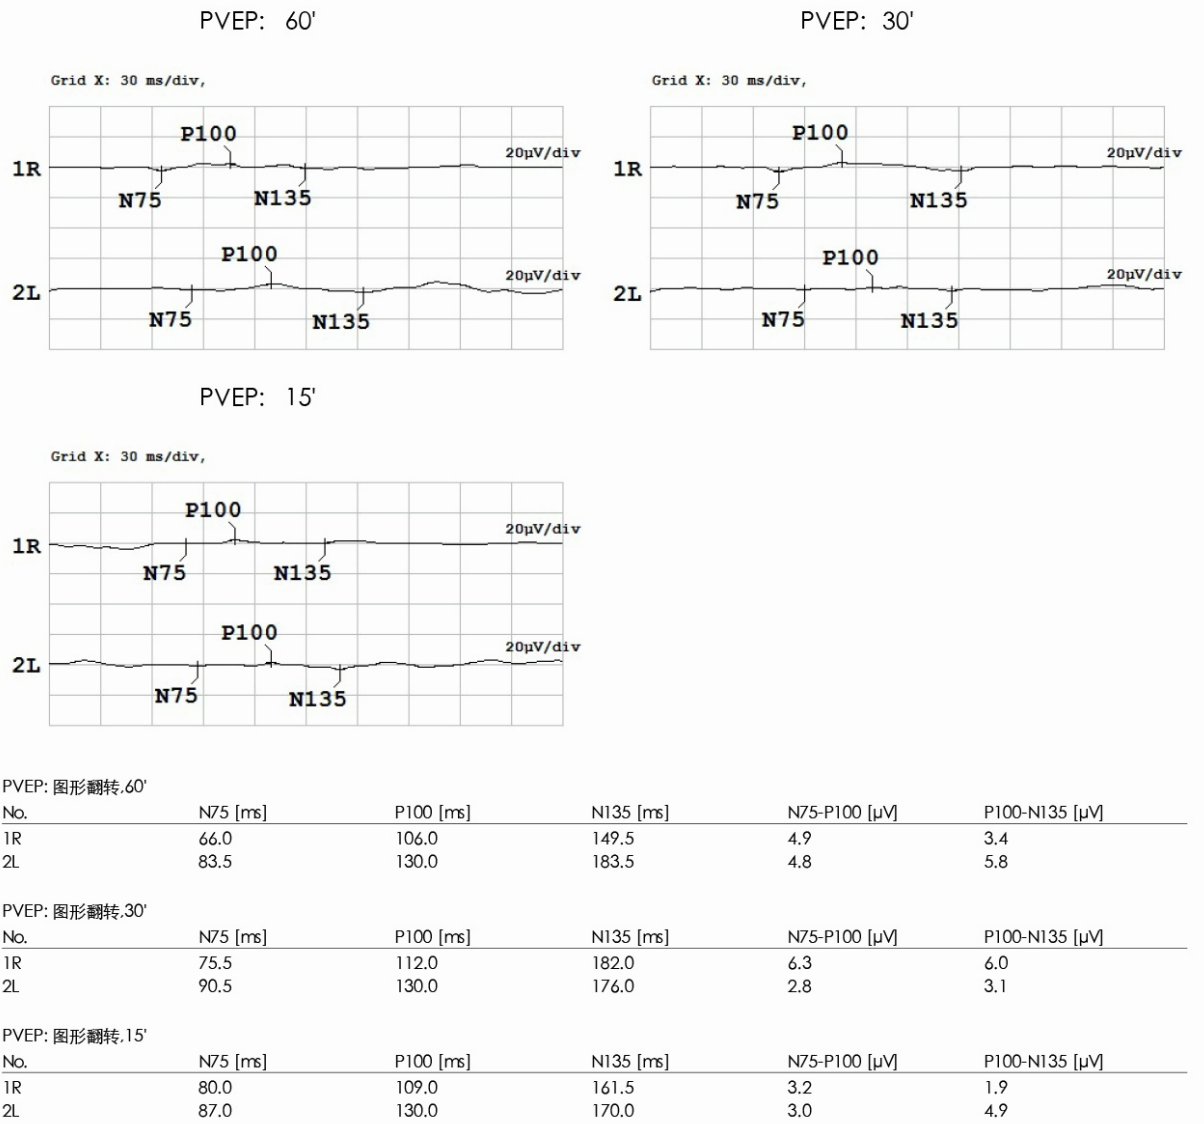 PVEP: 60'
PVEP: 30'
Grid X: 30 ms/div,
Grid X: 30 ms/div,
P100
20µV/div
1R
N75
N135
P100
20µV/div
2L
N75
N135
P100
20µV/div
1R
N75
N135
P100
20µV/div
2L
N75
N135
PVEP: 15'
Grid X: 30 ms/div,
P100
20µV/div
1R
N75
N135
P100
20µV/div
2L
N75
N135
PVEP: 图形翻转,60'
No. N75 [ms] P100 [ms] N135 [ms] N75-P100 [µV] P100-N135 [µV]
1R 66.0 106.0 149.5 4.9 3.4
2L 83.5 130.0 183.5 4.8 5.8
PVEP: 图形翻转,30'
No. N75 [ms] P100 [ms] N135 [ms] N75-P100 [µV] P100-N135 [µV]
1R 75.5 112.0 182.0 6.3 6.0
2L 90.5 130.0 176.0 2.8 3.1
PVEP: 图形翻转,15'
No. N75 [ms] P100 [ms] N135 [ms] N75-P100 [µV] P100-N135 [µV]
1R 80.0 109.0 161.5 3.2 1.9
2L 87.0 130.0 170.0 3.0 4.9